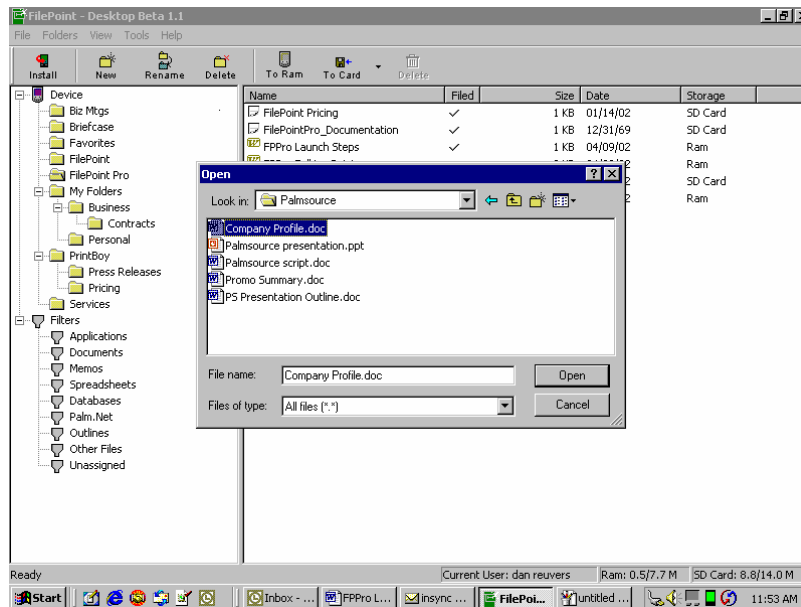 FilePoint - Desktop Beta 1.1
File Folders View Tools Help
Install New Rename Delete To Ram To Card Delete
Device
Biz Mtgs
Briefcase
Favorites
FilePoint
FilePoint Pro
My Folders
Business
Contracts
Personal
PrintBoy
Press Releases
Pricing
Services
Filters
Applications
Documents
Memos
Spreadsheets
Databases
Palm.Net
Outlines
Other Files
Unassigned
Name Filed Size Date Storage
FilePoint Pricing 1 KB 01/14/02 SD Card
FilePointPro_Documentation 1 KB 12/31/69 SD Card
FPPro Launch Steps 1 KB 04/09/02 Ram
Ram
SD Card
Ram
Open
Look in: Palmsource
Company Profile.doc
Palmsource presentation.ppt
Palmsource script.doc
Promo Summary.doc
PS Presentation Outline.doc
File name: Company Profile.doc Open
Files of type: All files (*.*) Cancel
Ready Current User: dan reuvers Ram: 0.5/7.7 M SD Card: 8.8/14.0 M
Start Inbox - ... FPPro L... insync ... FilePoi... untitled ... 11:53 AM